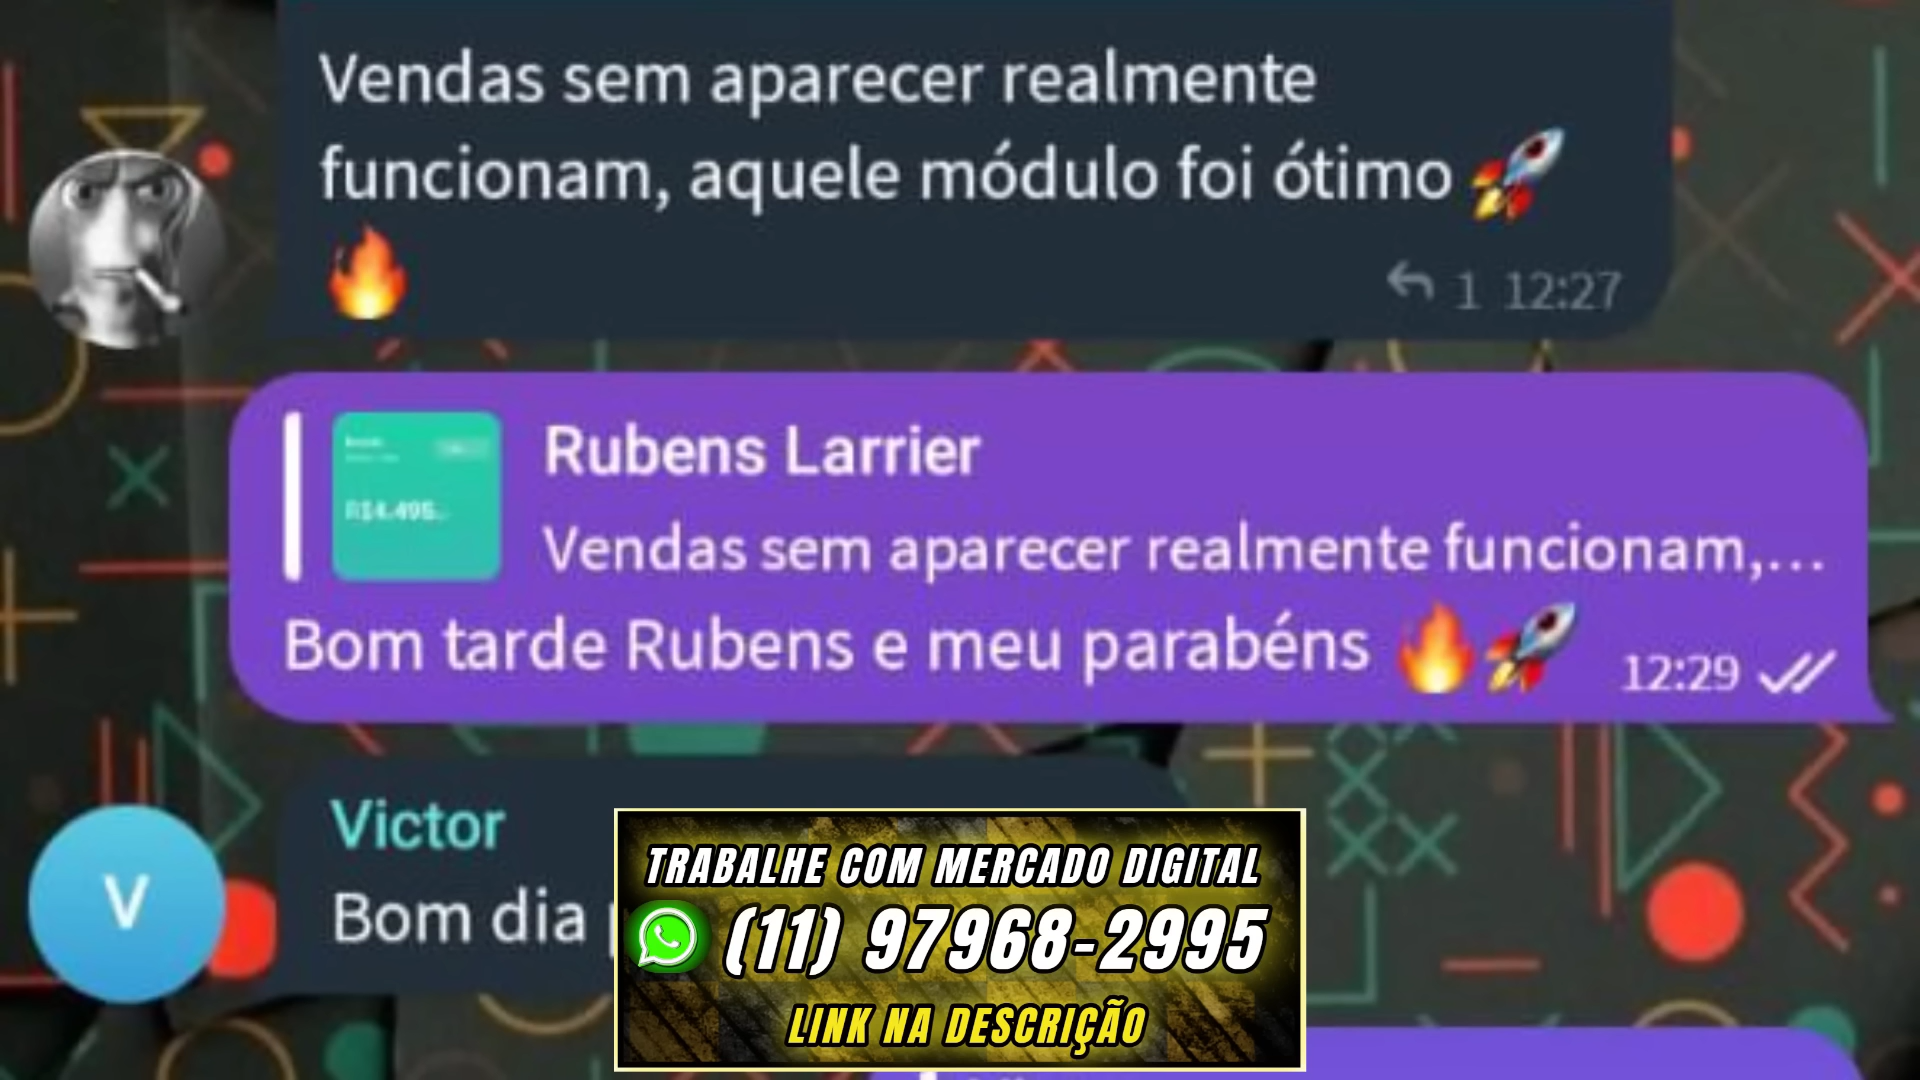 Vendas sem aparecer realmente
funcionam, aquele módulo foi ótimo 🚀
🔥
1 12:27
Rubens Larrier
R$4.495
Vendas sem aparecer realmente funcionam,...
Bom tarde Rubens e meu parabéns 🔥🚀
12:29
Victor
V
Bom dia
TRABALHE COM MERCADO DIGITAL
(11) 97968-2995
LINK NA DESCRIÇÃO